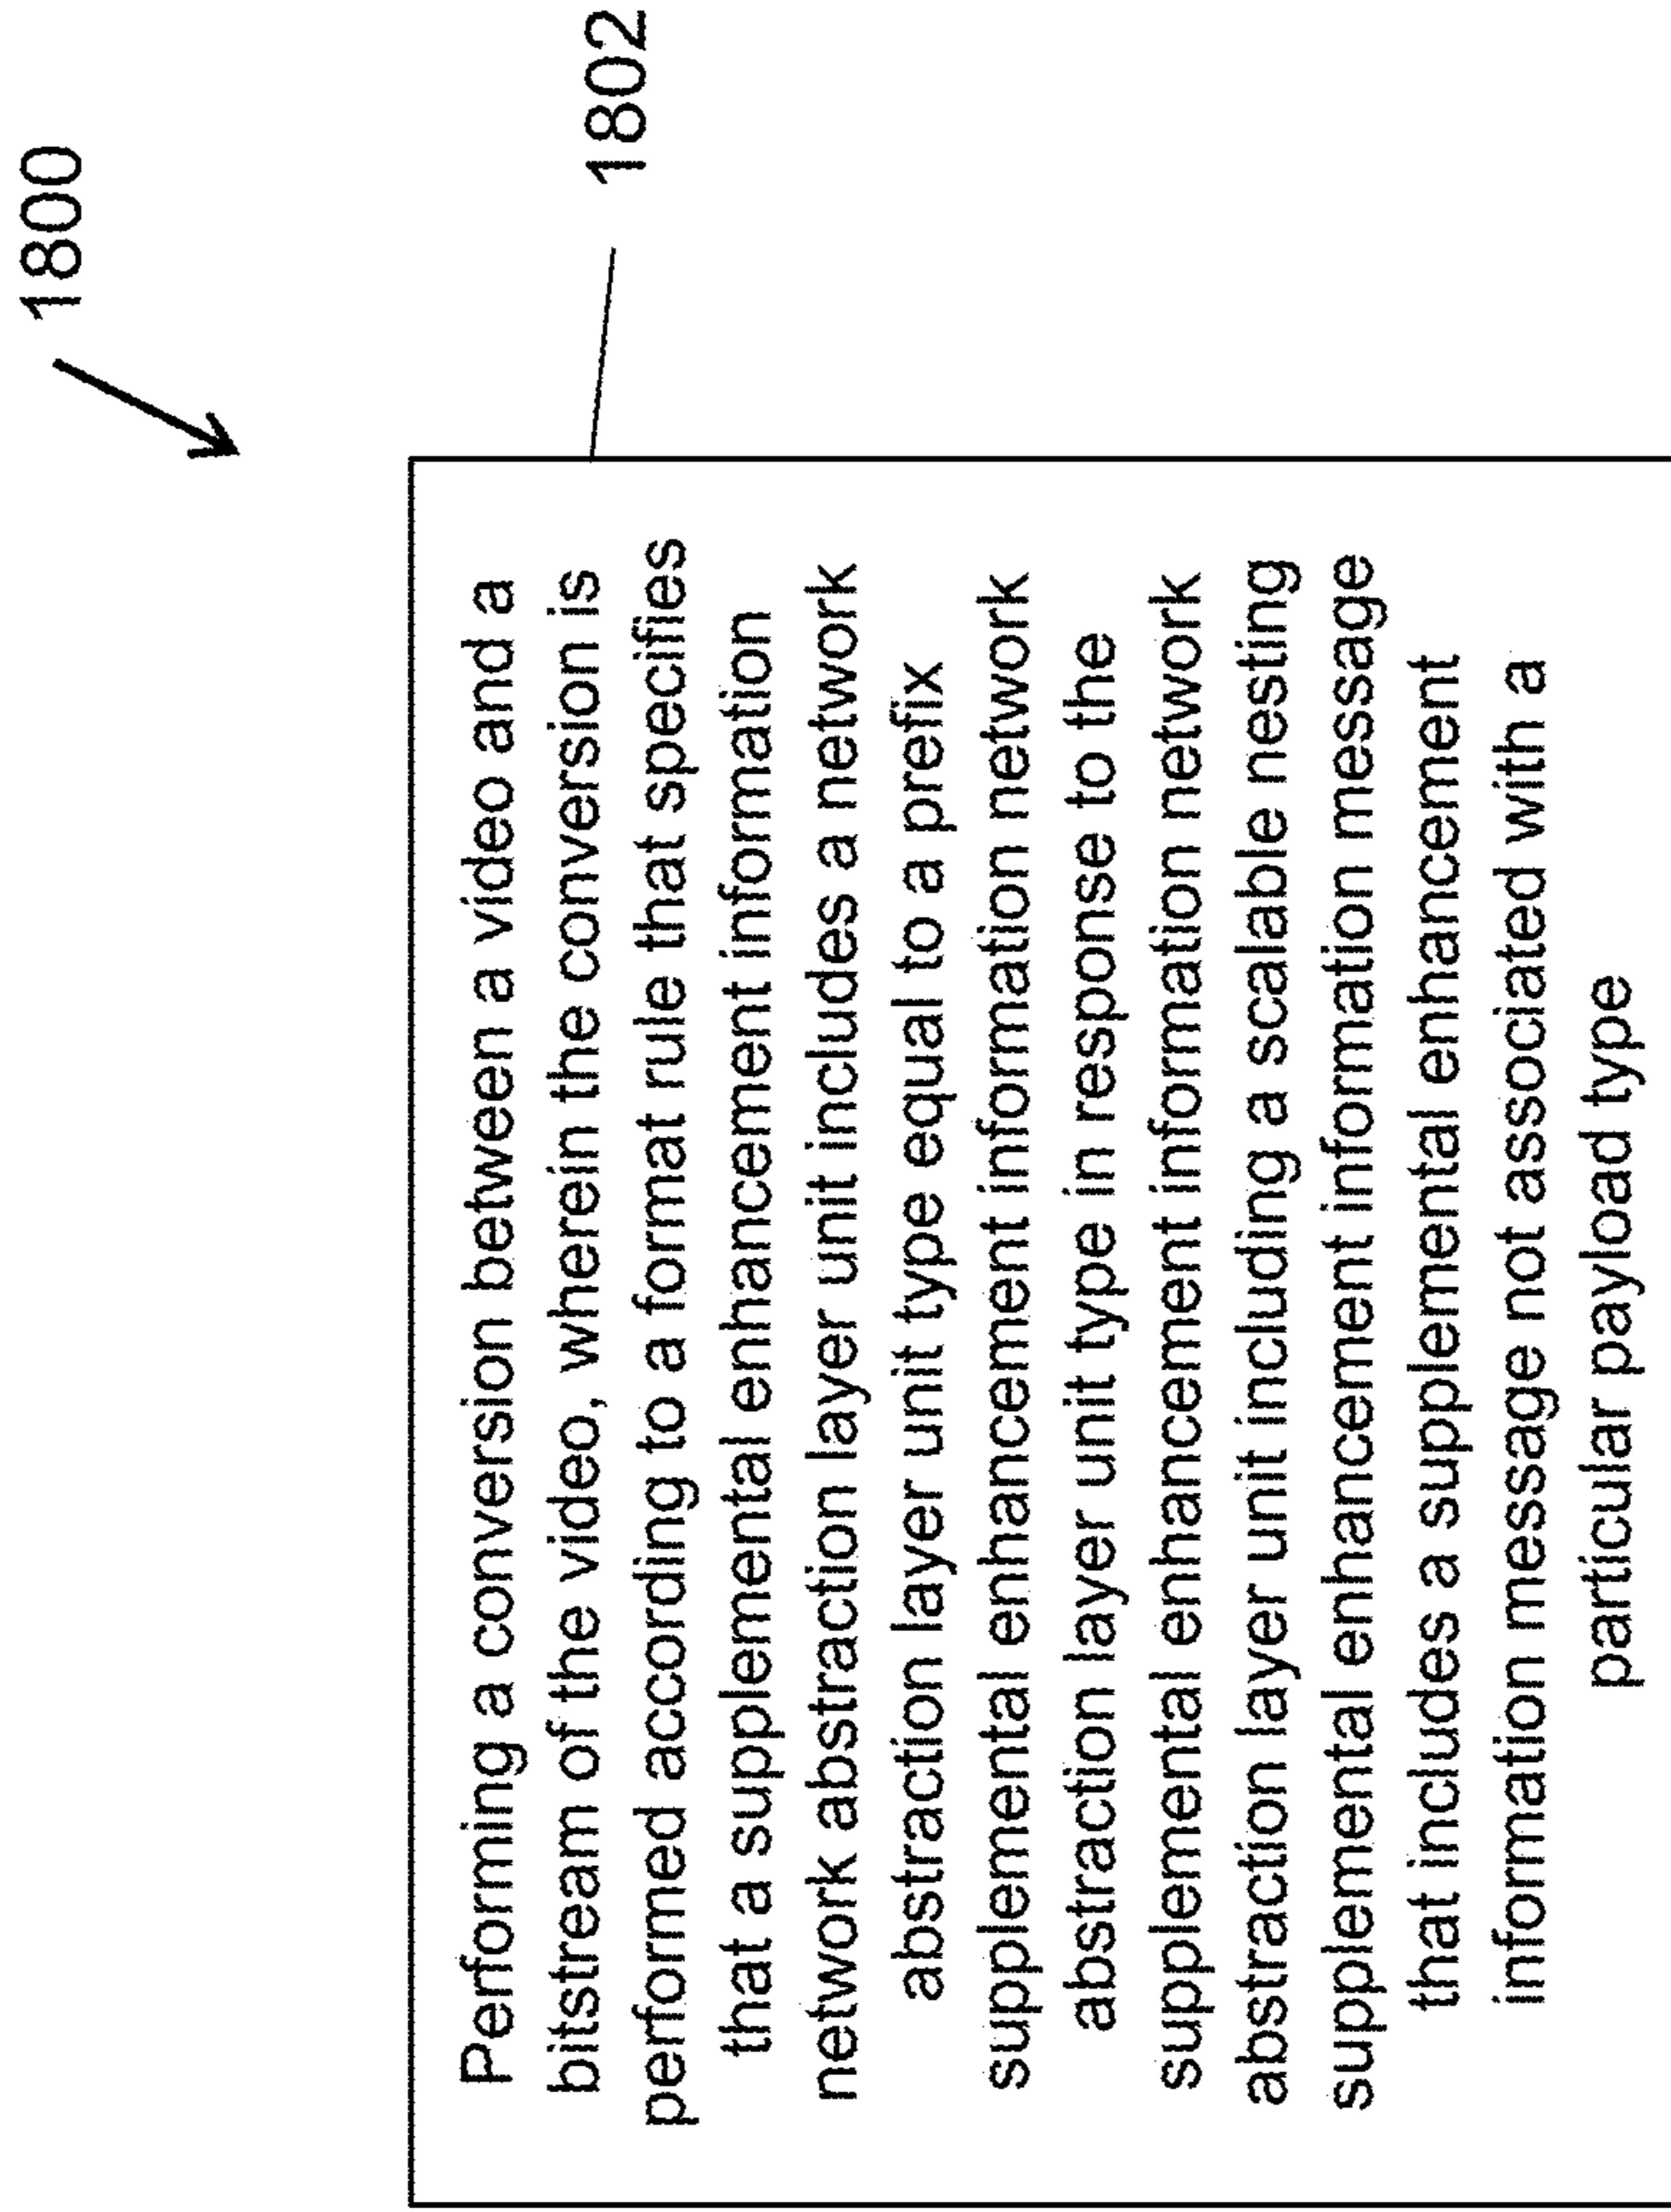 1800
1802
Performing a conversion between a video and a
bitstream of the video, wherein the conversion is
performed according to a format rule that specifies
that a supplemental enhancement information
network abstraction layer unit includes a network
abstraction layer unit type equal to a prefix
supplemental enhancement information network
abstraction layer unit type in response to the
supplemental enhancement information network
abstraction layer unit including a scalable nesting
supplemental enhancement information message
that includes a supplemental enhancement
information message not associated with a
particular payload type